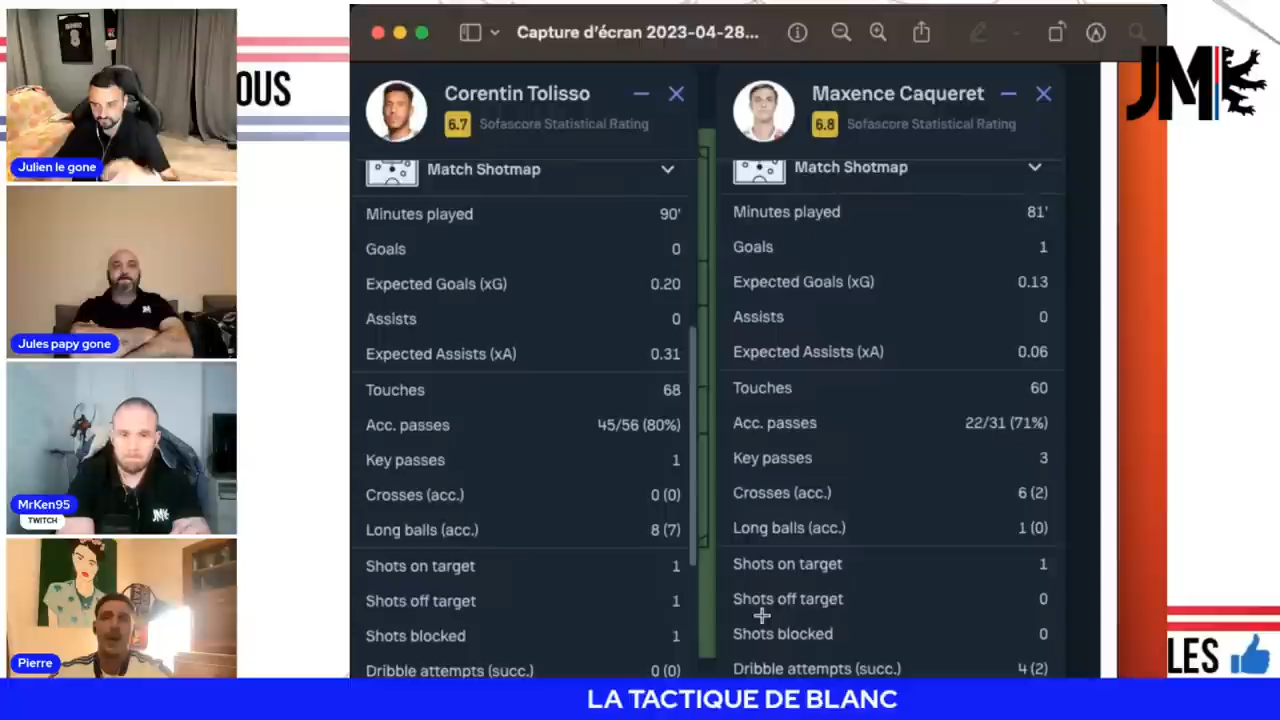 Capture d'écran 2023-04-28...
OUS
JMK
8
Julien le gone
Jules papy gone
MrKen95
TWITCH
JMK
Pierre
Corentin Tolisso
6.7 Sofascore Statistical Rating
Match Shotmap
Minutes played 90'
Goals 0
Expected Goals (xG) 0.20
Assists 0
Expected Assists (xA) 0.31
Touches 68
Acc. passes 45/56 (80%)
Key passes 1
Crosses (acc.) 0 (0)
Long balls (acc.) 8 (7)
Shots on target 1
Shots off target 1
Shots blocked 1
Dribble attempts (succ.) 0 (0)
Maxence Caqueret
6.8 Sofascore Statistical Rating
Match Shotmap
Minutes played 81'
Goals 1
Expected Goals (xG) 0.13
Assists 0
Expected Assists (xA) 0.06
Touches 60
Acc. passes 22/31 (71%)
Key passes 3
Crosses (acc.) 6 (2)
Long balls (acc.) 1 (0)
Shots on target 1
Shots off target 0
Shots blocked 0
Dribble attempts (succ.) 4 (2)
LES
LA TACTIQUE DE BLANC